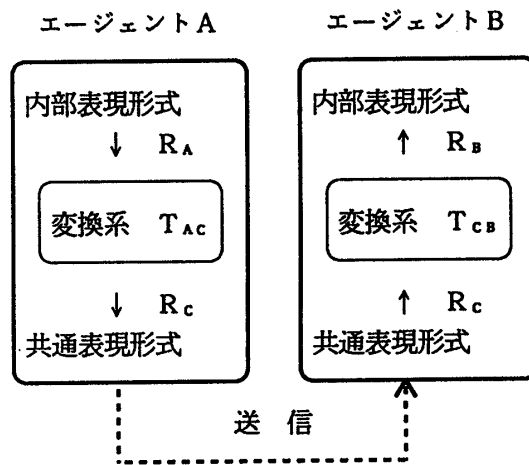 エージェントA
内部表現形式
↓ RA
変換系 TAC
↓ RC
共通表現形式
エージェントB
内部表現形式
↑ RB
変換系 TCB
↑ RC
共通表現形式
送信